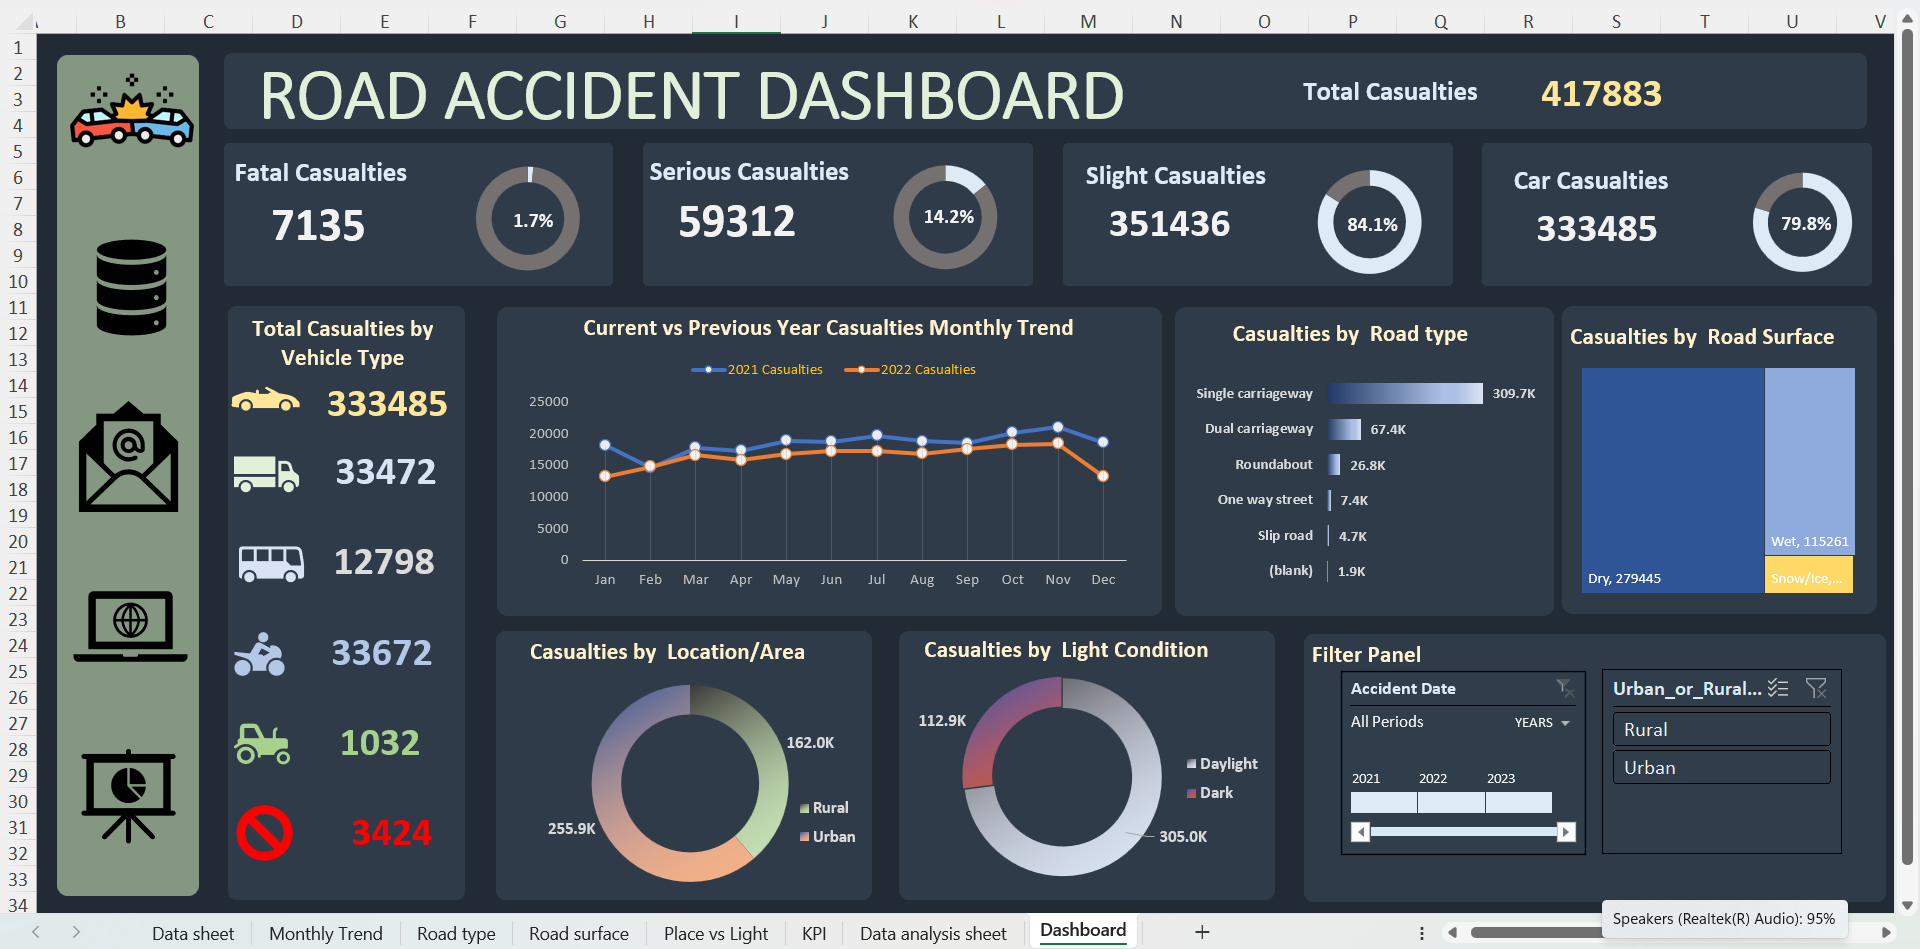 B C D E F G H I J K L M N O P Q R S T U V
1
2
3
4
5
6
7
8
9
10
11
12
13
14
15
16
17
18
19
20
21
22
23
24
25
26
27
28
29
30
31
32
33
34
ROAD ACCIDENT DASHBOARD
Total Casualties 417883
Fatal Casualties
7135
1.7%
Serious Casualties
59312
14.2%
Slight Casualties
351436
84.1%
Car Casualties
333485
79.8%
Total Casualties by
Vehicle Type
333485
33472
12798
33672
1032
3424
Current vs Previous Year Casualties Monthly Trend
2021 Casualties 2022 Casualties
25000
20000
15000
10000
5000
0
Jan Feb Mar Apr May Jun Jul Aug Sep Oct Nov Dec
Casualties by Road type
Single carriageway 309.7K
Dual carriageway 67.4K
Roundabout 26.8K
One way street 7.4K
Slip road 4.7K
(blank) 1.9K
Casualties by Road Surface
Wet, 115261
Dry, 279445
Snow/Ice,...
Casualties by Location/Area
162.0K
255.9K
Rural
Urban
Casualties by Light Condition
112.9K
305.0K
Daylight
Dark
Filter Panel
Accident Date
All Periods YEARS
2021 2022 2023
Urban_or_Rural...
Rural
Urban
Speakers (Realtek(R) Audio): 95%
Data sheet Monthly Trend Road type Road surface Place vs Light KPI Data analysis sheet Dashboard +